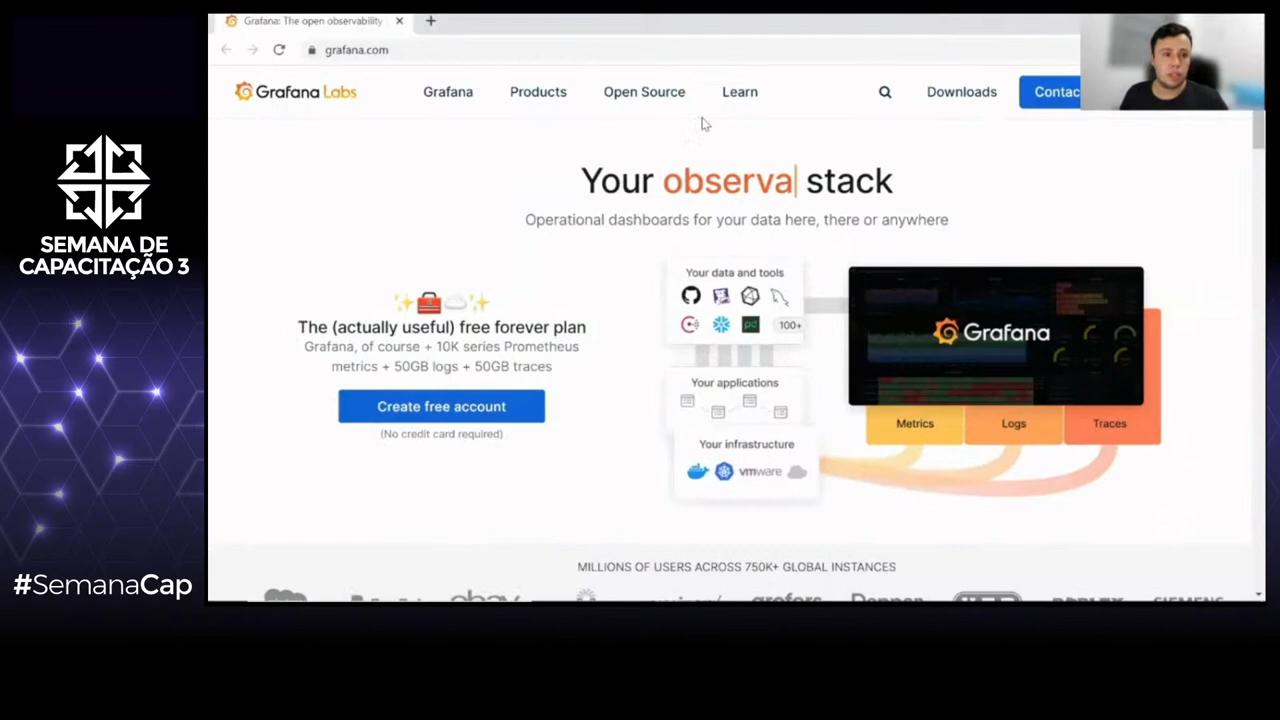 Grafana: The open observability
grafana.com
Grafana Labs
Grafana
Products
Open Source
Learn
Downloads
Contac
Your observa stack
Operational dashboards for your data here, there or anywhere
The (actually useful) free forever plan
Grafana, of course + 10K series Prometheus
metrics + 50GB logs + 50GB traces
Create free account
(No credit card required)
Your data and tools
100+
Your applications
Your infrastructure
vmware
Grafana
Metrics
Logs
Traces
MILLIONS OF USERS ACROSS 750K+ GLOBAL INSTANCES
ebay
SIEMENS
SEMANA DE
CAPACITAÇÃO 3
#SemanaCap